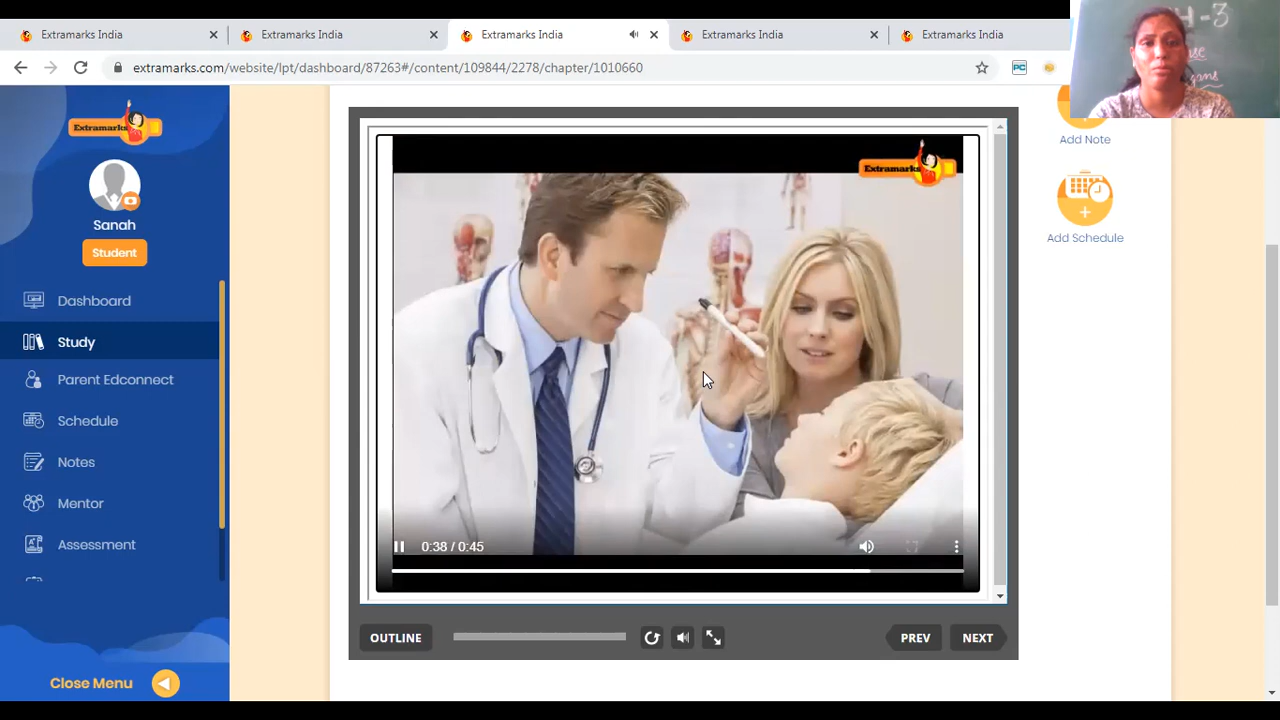 Extramarks India
Extramarks India
Extramarks India
Extramarks India
Extramarks India
extramarks.com/website/lpt/dashboard/87263#/content/109844/2278/chapter/1010660
PC
H - 3
Extramarks
Sanah
Student
Dashboard
Study
Parent Edconnect
Schedule
Notes
Mentor
Assessment
Close Menu
Extramarks
0:38 / 0:45
OUTLINE
PREV
NEXT
Add Note
Add Schedule